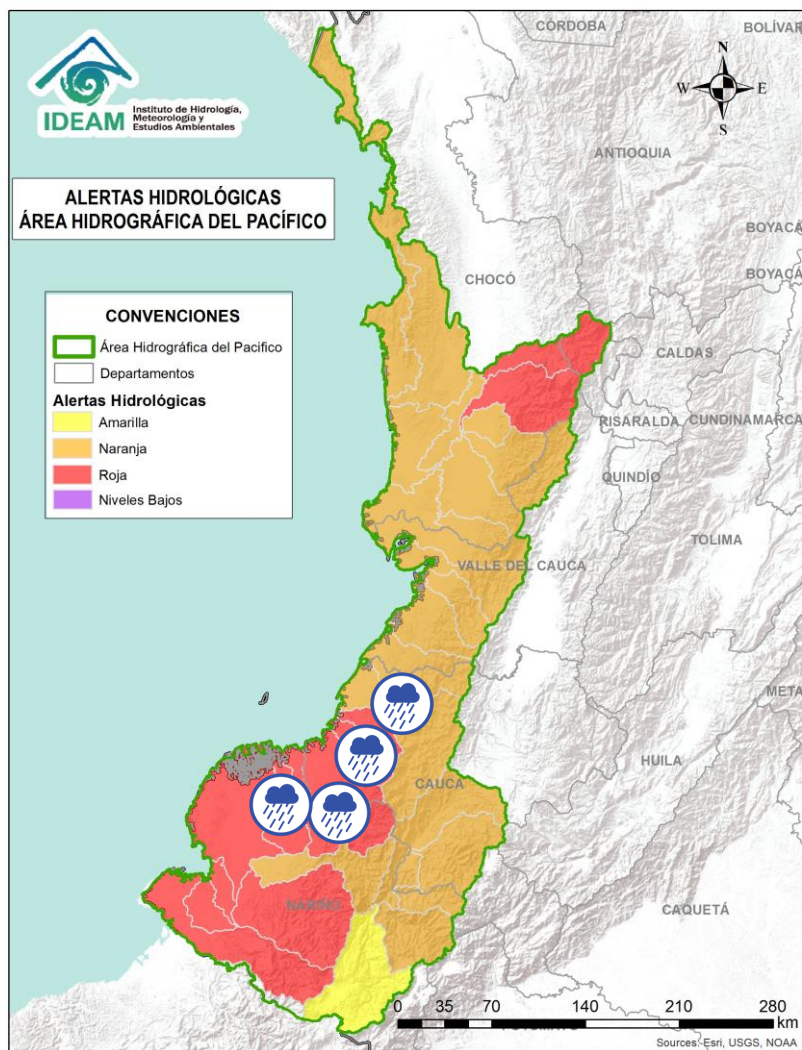 IDEAM
Instituto de Hidrología,
Meteorología y
Estudios Ambientales
ALERTAS HIDROLÓGICAS
ÁREA HIDROGRÁFICA DEL PACÍFICO
CONVENCIONES
Área Hidrográfica del Pacifico
Departamentos
Alertas Hidrológicas
Amarilla
Naranja
Roja
Niveles Bajos
N
W
E
S
CÓRDOBA
BOLÍVAR
ANTIOQUIA
BOYACÁ
CHOCÓ
BOYACÁ
CALDAS
RISARALDA
CUNDINAMARCA
QUINDÍO
TOLIMA
VALLE DEL CAUCA
META
HUILA
CAUCA
NARIÑO
CAQUETÁ
0 35 70 140 210 280
km
Sources: Esri, USGS, NOAA